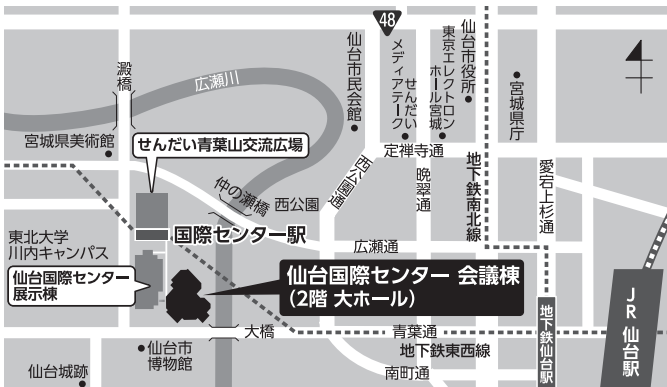 48
澱橋
広瀬川
仙台市民会館
せんだい
メディアテーク
東京エレクトロン
ホール宮城
仙台市役所
宮城県庁
宮城県美術館
せんだい青葉山交流広場
定禅寺通
西公園通
晩翠通
地下鉄南北線
愛宕上杉通
仲の瀬橋
西公園
東北大学
川内キャンパス
国際センター駅
広瀬通
仙台国際センター
展示棟
仙台国際センター 会議棟
(2階 大ホール)
大橋
青葉通
地下鉄東西線
地下鉄仙台駅
JR 仙台駅
仙台市
博物館
仙台城跡
南町通